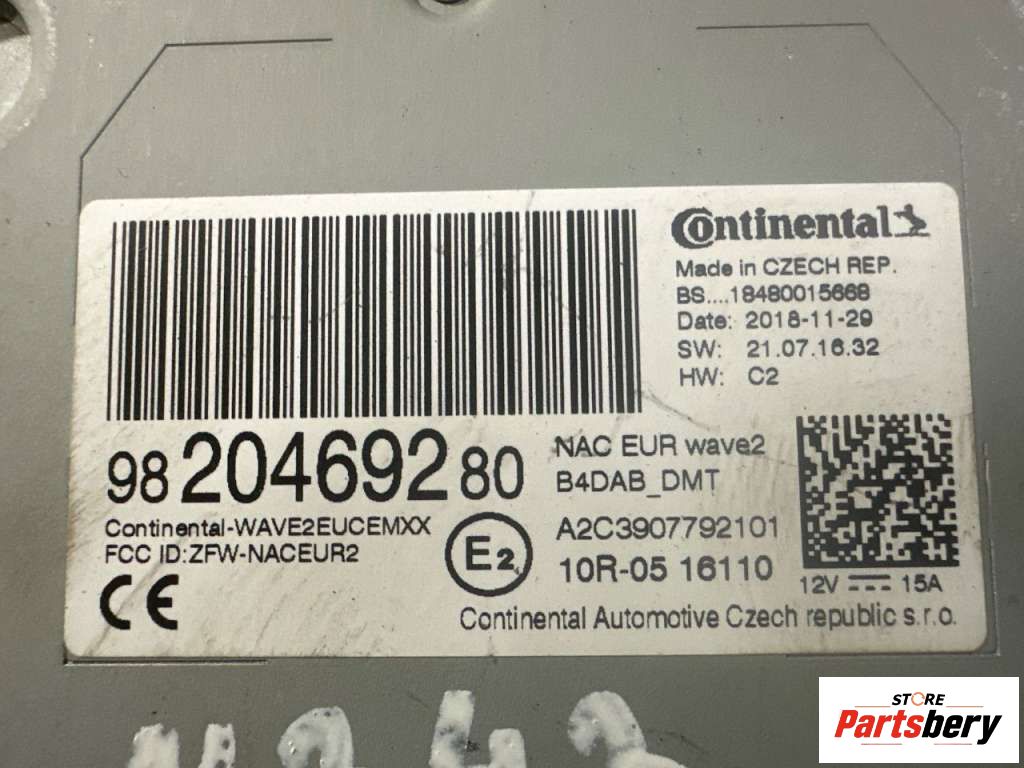 Continental
Made in CZECH REP.
BS....18480015668
Date: 2018-11-29
SW: 21.07.16.32
HW: C2
98 20469280
NAC EUR wave2
B4DAB_DMT
Continental-WAVE2EUCEMXX
FCC ID:ZFW-NACEUR2
CE
E2
A2C3907792101
10R-05 16110
12V 15A
Continental Automotive Czech republic s.r.o.
STORE
Partsbery